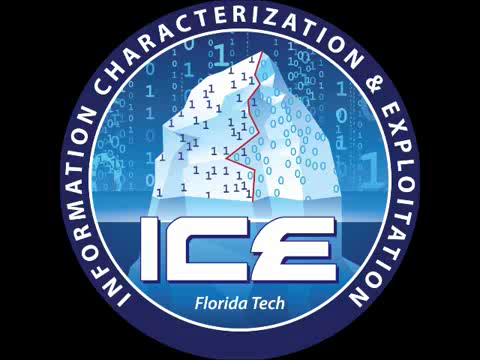 INFORMATION CHARACTERIZATION & EXPLOITATION
ICE
Florida Tech